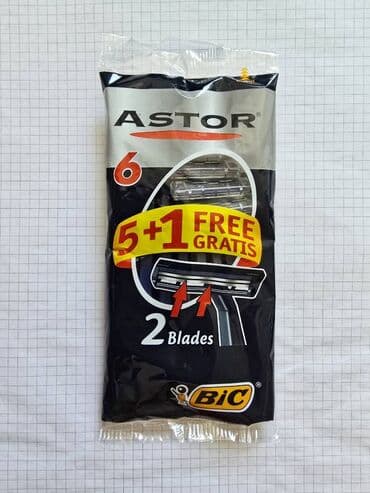 ASTOR
6
5+1 FREE
GRATIS
2 Blades
BiC